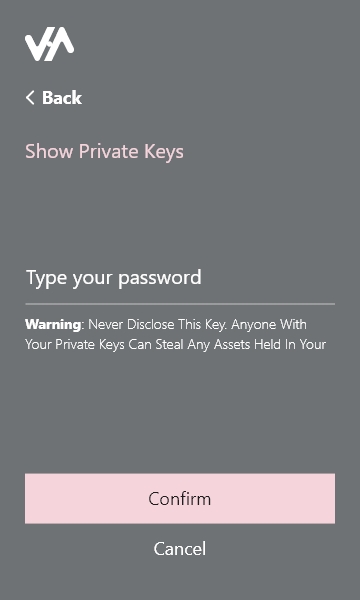 Back
Show Private Keys
Type your password
Warning: Never Disclose This Key. Anyone With
Your Private Keys Can Steal Any Assets Held In Your
Confirm
Cancel